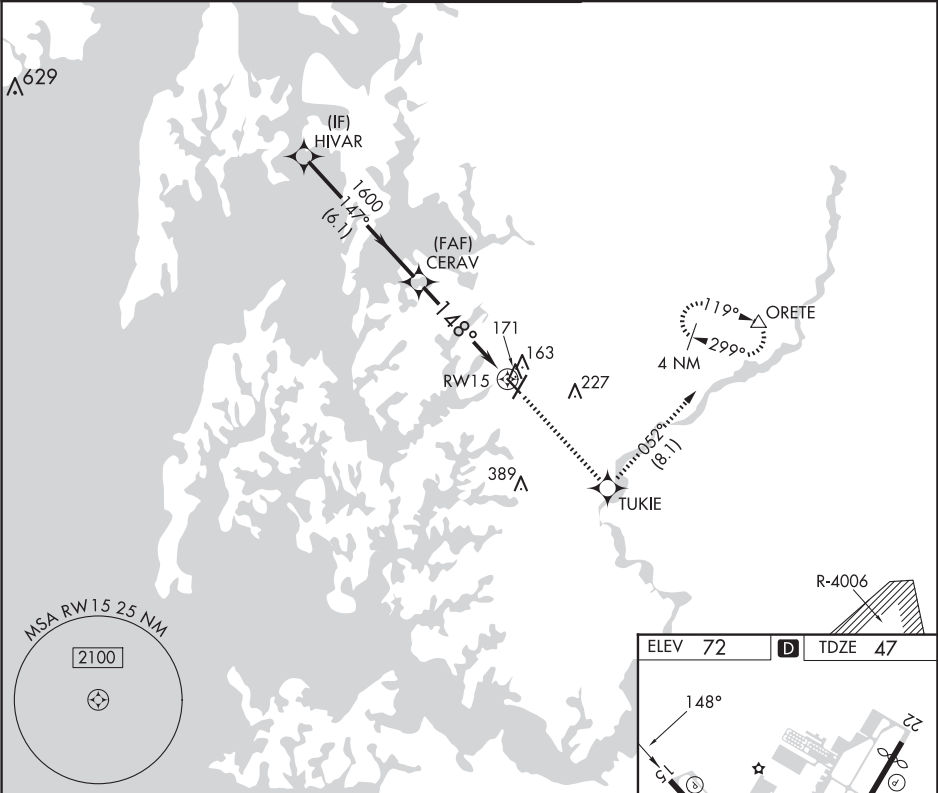 629
(IF)
HIVAR
1600
147°
(6.1)
(FAF)
CERAV
148°
171
163
RW15
227
119°
ORETE
299°
4 NM
052°
(8.1)
389
TUKIE
R-4006
MSA RW15 25 NM
2100
ELEV 72
D
TDZE 47
148°
22
15
P
P